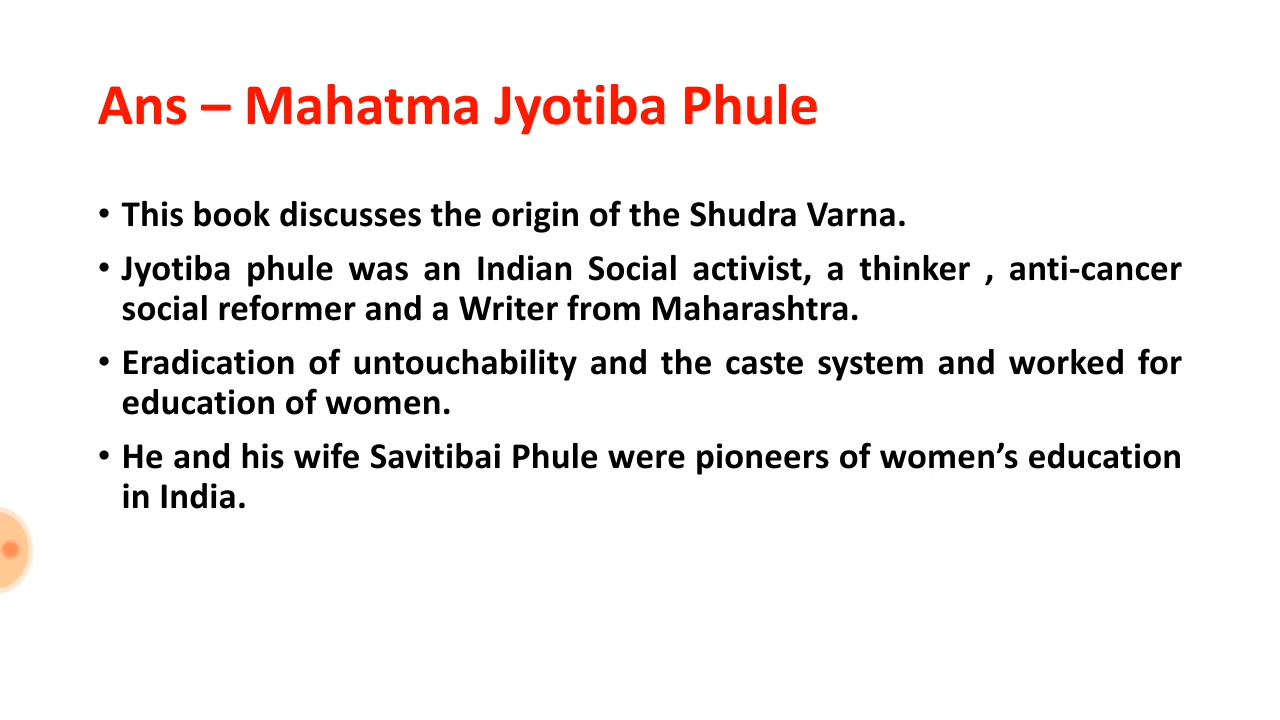 Ans – Mahatma Jyotiba Phule
• This book discusses the origin of the Shudra Varna.
• Jyotiba phule was an Indian Social activist, a thinker , anti-cancer
social reformer and a Writer from Maharashtra.
• Eradication of untouchability and the caste system and worked for
education of women.
• He and his wife Savitibai Phule were pioneers of women’s education
in India.